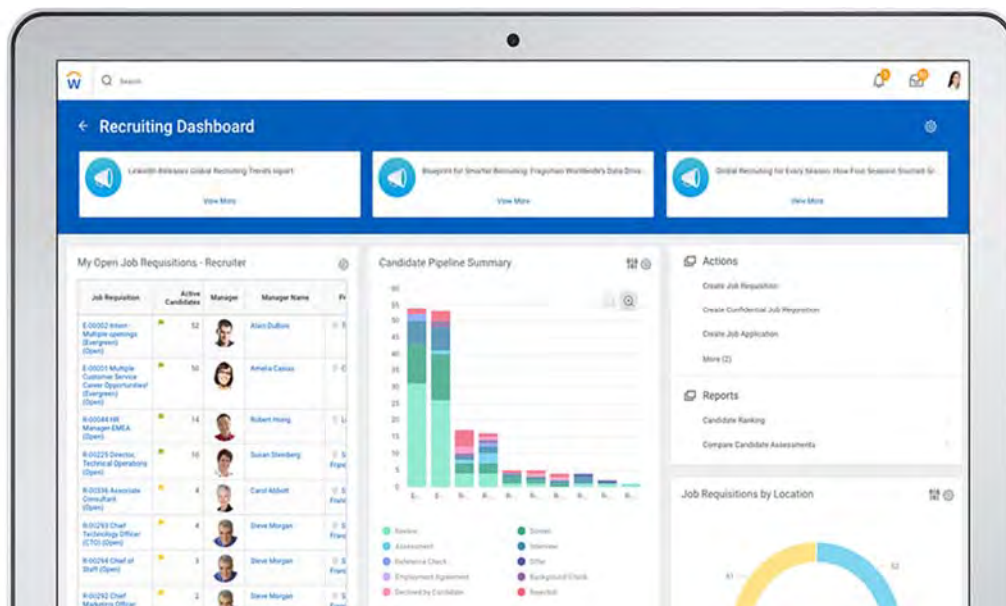 W
Search
Recruiting Dashboard
LinkedIn Releases Global Recruiting Trends report
View More
Blueprint for Smarter Recruiting: Fragomen Worldwide's Data Drive
View More
Global Recruiting for Every Season: How Four Seasons Sourced
View More
My Open Job Requisitions - Recruiter
Job Requisition
Active Candidates
Manager
Manager Name
E-00002 Intern -
Multiple openings
(Evergreen)
(Open)
52
Alain Dubois
E-00001 Multiple
Customer Service
Career Opportunities!
(Evergreen)
(Open)
50
R-00044 HR
Manager EMEA
(Open)
14
Robert
R-00225 Director,
Technical Operations
(Open)
10
Susan Steinberg
R-00336 Associate
Consultant
(Open)
4
Carol Abbott
R-00293 Chief
Technology Officer
(CTO) (Open)
4
Steve Morgan
R-00294 Chief of
Staff (Open)
3
Steve Morgan
R-00292 Chief
Marketing Officer
2
Steve Morgan
Candidate Pipeline Summary
60
55
50
45
40
35
30
25
20
15
10
5
0
Review
Screen
Assessment
Interview
Reference Check
Offer
Employment Agreement
Background Check
Declined by Candidate
Rejected
Actions
Create Job Requisition
Create Confidential Job Requisition
Create Job Application
More (2)
Reports
Candidate Ranking
Compare Candidate Assessments
Job Requisitions by Location
61
52